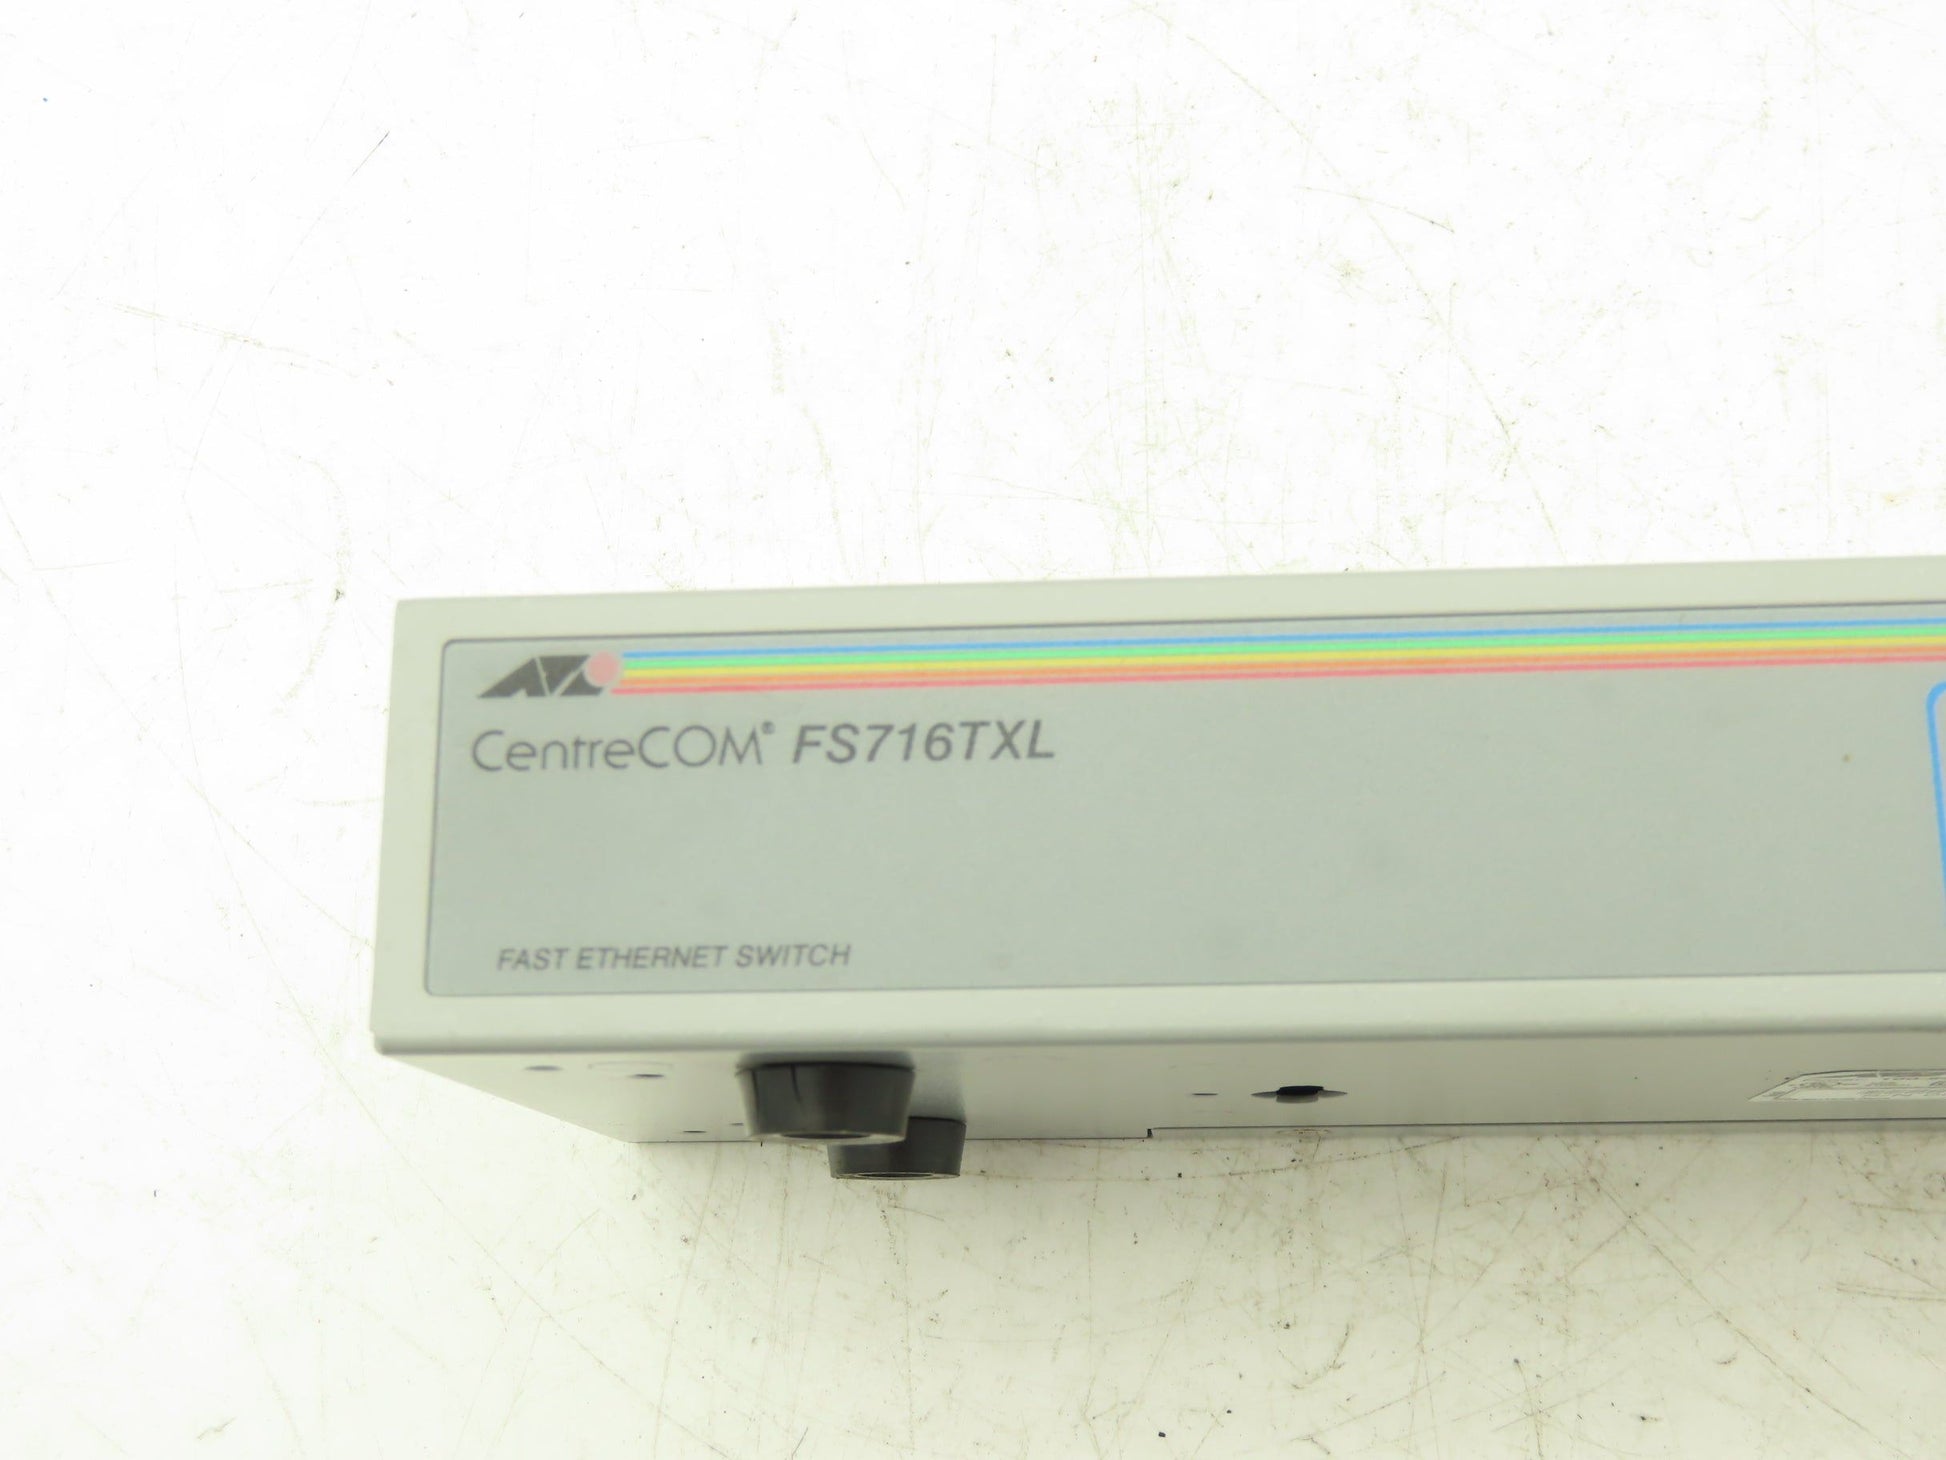 CentreCOM® FS716TXL
FAST ETHERNET SWITCH